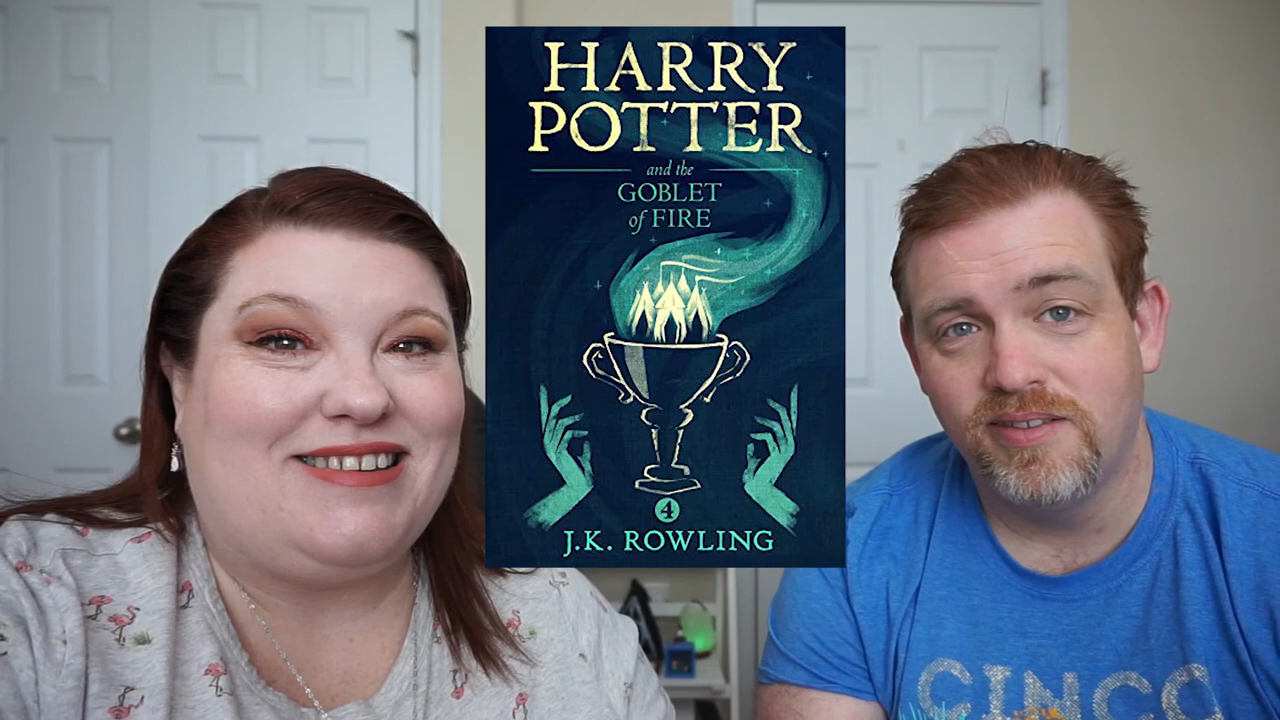 HARRY
POTTER
and the
GOBLET
of FIRE
4
J.K. ROWLING
CINCO